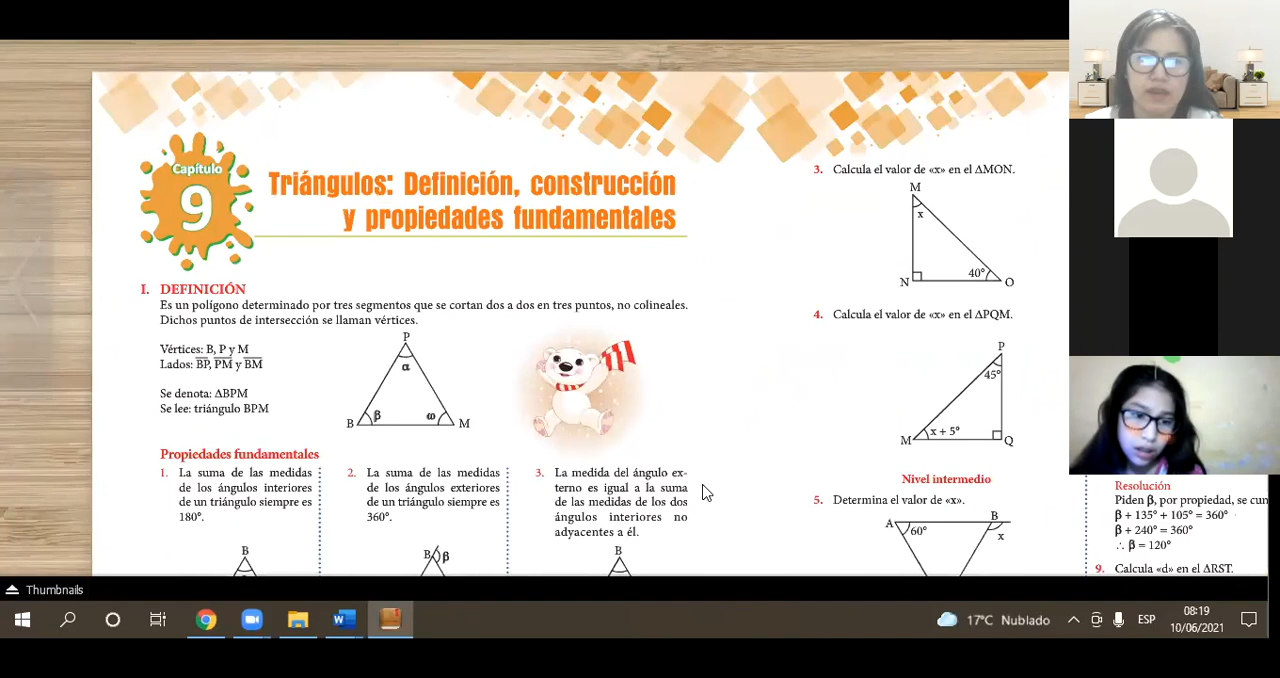 Capítulo
9
Triángulos: Definición, construcción
y propiedades fundamentales
I. DEFINICIÓN
Es un polígono determinado por tres segmentos que se cortan dos a dos en tres puntos, no colineales.
Dichos puntos de intersección se llaman vértices.
Vértices: B, P y M
Lados: BP, PM y BM
Se denota: ΔBPM
Se lee: triángulo BPM
P
α
B
β
ω
M
Propiedades fundamentales
1. La suma de las medidas
de los ángulos interiores
de un triángulo siempre es
180°.
B
2. La suma de las medidas
de los ángulos exteriores
de un triángulo siempre es
360°.
B
β
3. La medida del ángulo ex-
terno es igual a la suma
de las medidas de los dos
ángulos interiores no
adyacentes a él.
B
3. Calcula el valor de «x» en el ΔMON.
M
x
40°
N
O
4. Calcula el valor de «x» en el ΔPQM.
P
45°
x + 5°
M
Q
Nivel intermedio
5. Determina el valor de «x».
A
B
60°
x
Resolución
Piden β, por propiedad, se cun
β + 135° + 105° = 360°
β + 240° = 360°
∴ β = 120°
9. Calcula «d» en el ΔRST.
Thumbnails
17°C Nublado
ESP
08:19
10/06/2021